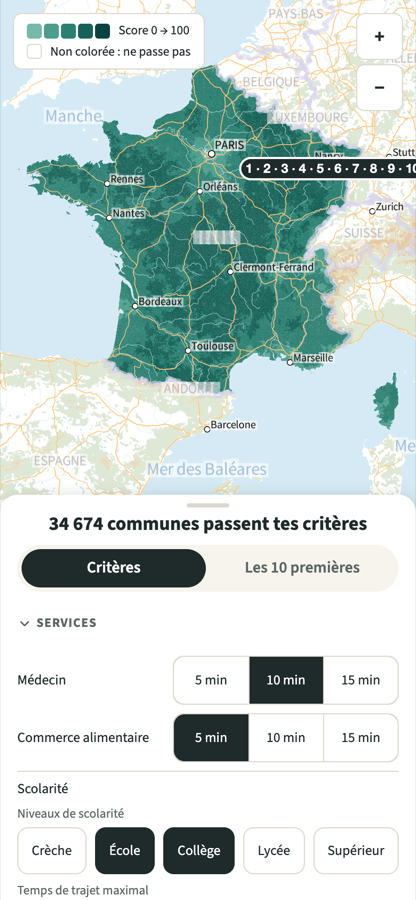 PAYS-BAS
Score 0 → 100
Non colorée : ne passe pas
+
−
BELGIQUE
LUXEMBOURG
Manche
PARIS
Nancy
Stutt
1 · 2 · 3 · 4 · 5 · 6 · 7 · 8 · 9 · 10
Rennes
Orléans
Zurich
Nantes
SUISSE
Clermont-Ferrand
Bordeaux
Toulouse
Marseille
ANDORRE
Barcelone
Me
ESPAGNE
Mer des Baléares
34 674 communes passent tes critères
Critères
Les 10 premières
SERVICES
Médecin
5 min
10 min
15 min
Commerce alimentaire
5 min
10 min
15 min
Scolarité
Niveaux de scolarité
Crèche
École
Collège
Lycée
Supérieur
Temps de trajet maximal